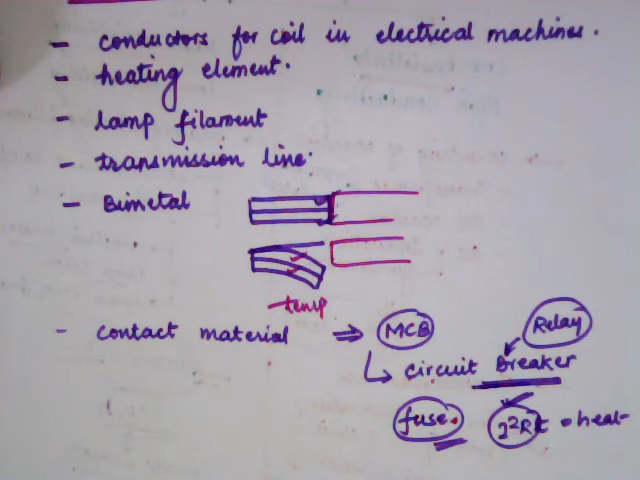 - conductors for coil in electrical machines.
- heating element.
- lamp filament
- transmission line.
- Bimetal
temp
- contact material ⇒ MCB Relay
↳ circuit Breaker
fuse. I²Rt = heat